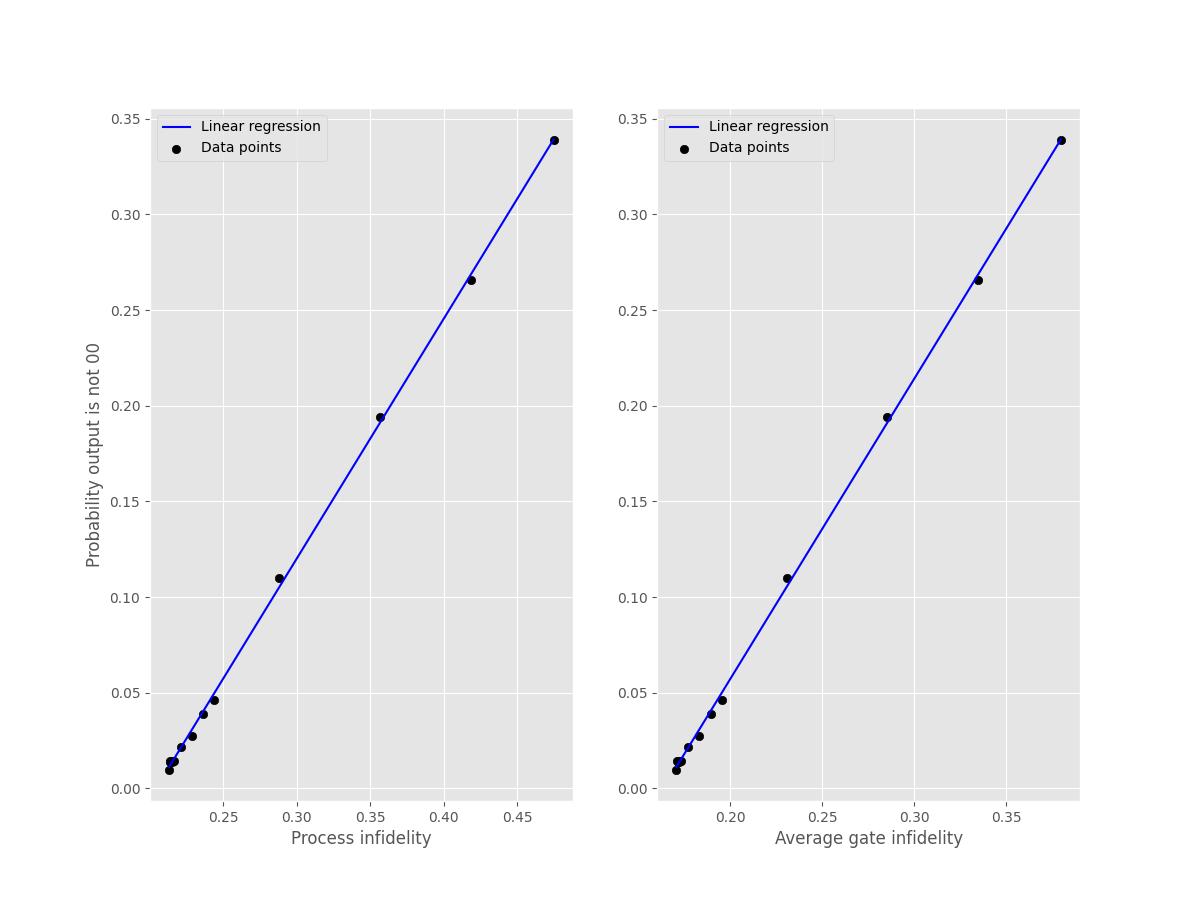 Linear regression
Data points
0.35
0.30
0.25
0.20
0.15
0.10
0.05
0.00
Probability output is not 00
0.25 0.30 0.35 0.40 0.45
Process infidelity
Linear regression
Data points
0.35
0.30
0.25
0.20
0.15
0.10
0.05
0.00
0.20 0.25 0.30 0.35
Average gate infidelity